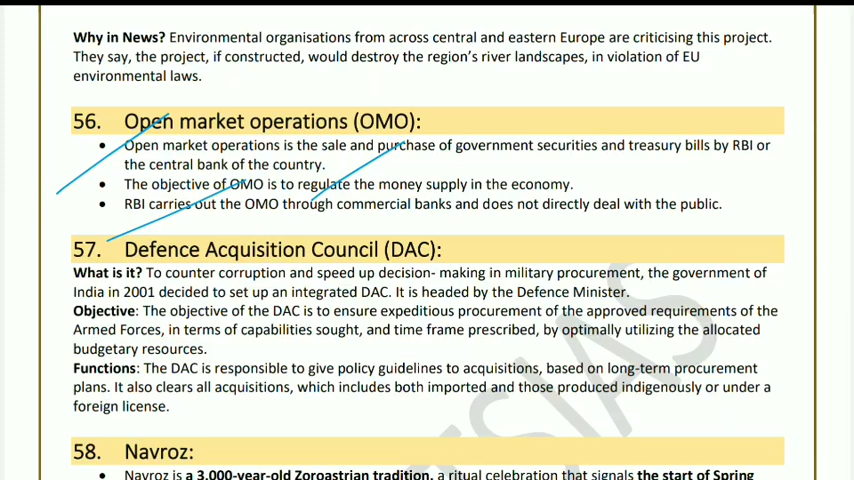 Why in News? Environmental organisations from across central and eastern Europe are criticising this project.
They say, the project, if constructed, would destroy the region's river landscapes, in violation of EU
environmental laws.
56. Open market operations (OMO):
• Open market operations is the sale and purchase of government securities and treasury bills by RBI or
the central bank of the country.
• The objective of OMO is to regulate the money supply in the economy.
• RBI carries out the OMO through commercial banks and does not directly deal with the public.
57. Defence Acquisition Council (DAC):
What is it? To counter corruption and speed up decision- making in military procurement, the government of
India in 2001 decided to set up an integrated DAC. It is headed by the Defence Minister.
Objective: The objective of the DAC is to ensure expeditious procurement of the approved requirements of the
Armed Forces, in terms of capabilities sought, and time frame prescribed, by optimally utilizing the allocated
budgetary resources.
Functions: The DAC is responsible to give policy guidelines to acquisitions, based on long-term procurement
plans. It also clears all acquisitions, which includes both imported and those produced indigenously or under a
foreign license.
58. Navroz:
• Navroz is a 3,000-year-old Zoroastrian tradition, a ritual celebration that signals the start of Spring